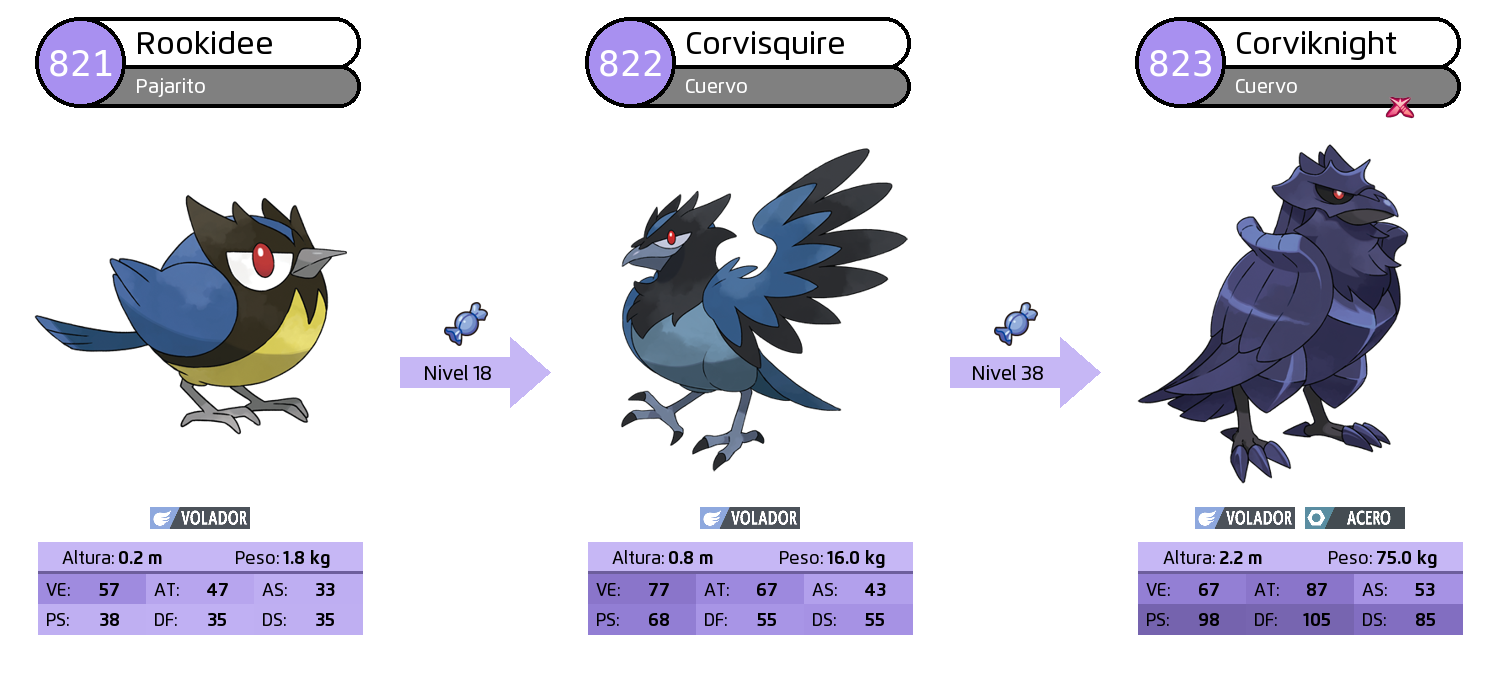 821
Rookidee
Pajarito
822
Corvisquire
Cuervo
823
Corviknight
Cuervo
Nivel 18
Nivel 38
VOLADOR
VOLADOR
VOLADOR ACERO
Altura: 0.2 m Peso: 1.8 kg
VE: 57 AT: 47 AS: 33
PS: 38 DF: 35 DS: 35
Altura: 0.8 m Peso: 16.0 kg
VE: 77 AT: 67 AS: 43
PS: 68 DF: 55 DS: 55
Altura: 2.2 m Peso: 75.0 kg
VE: 67 AT: 87 AS: 53
PS: 98 DF: 105 DS: 85